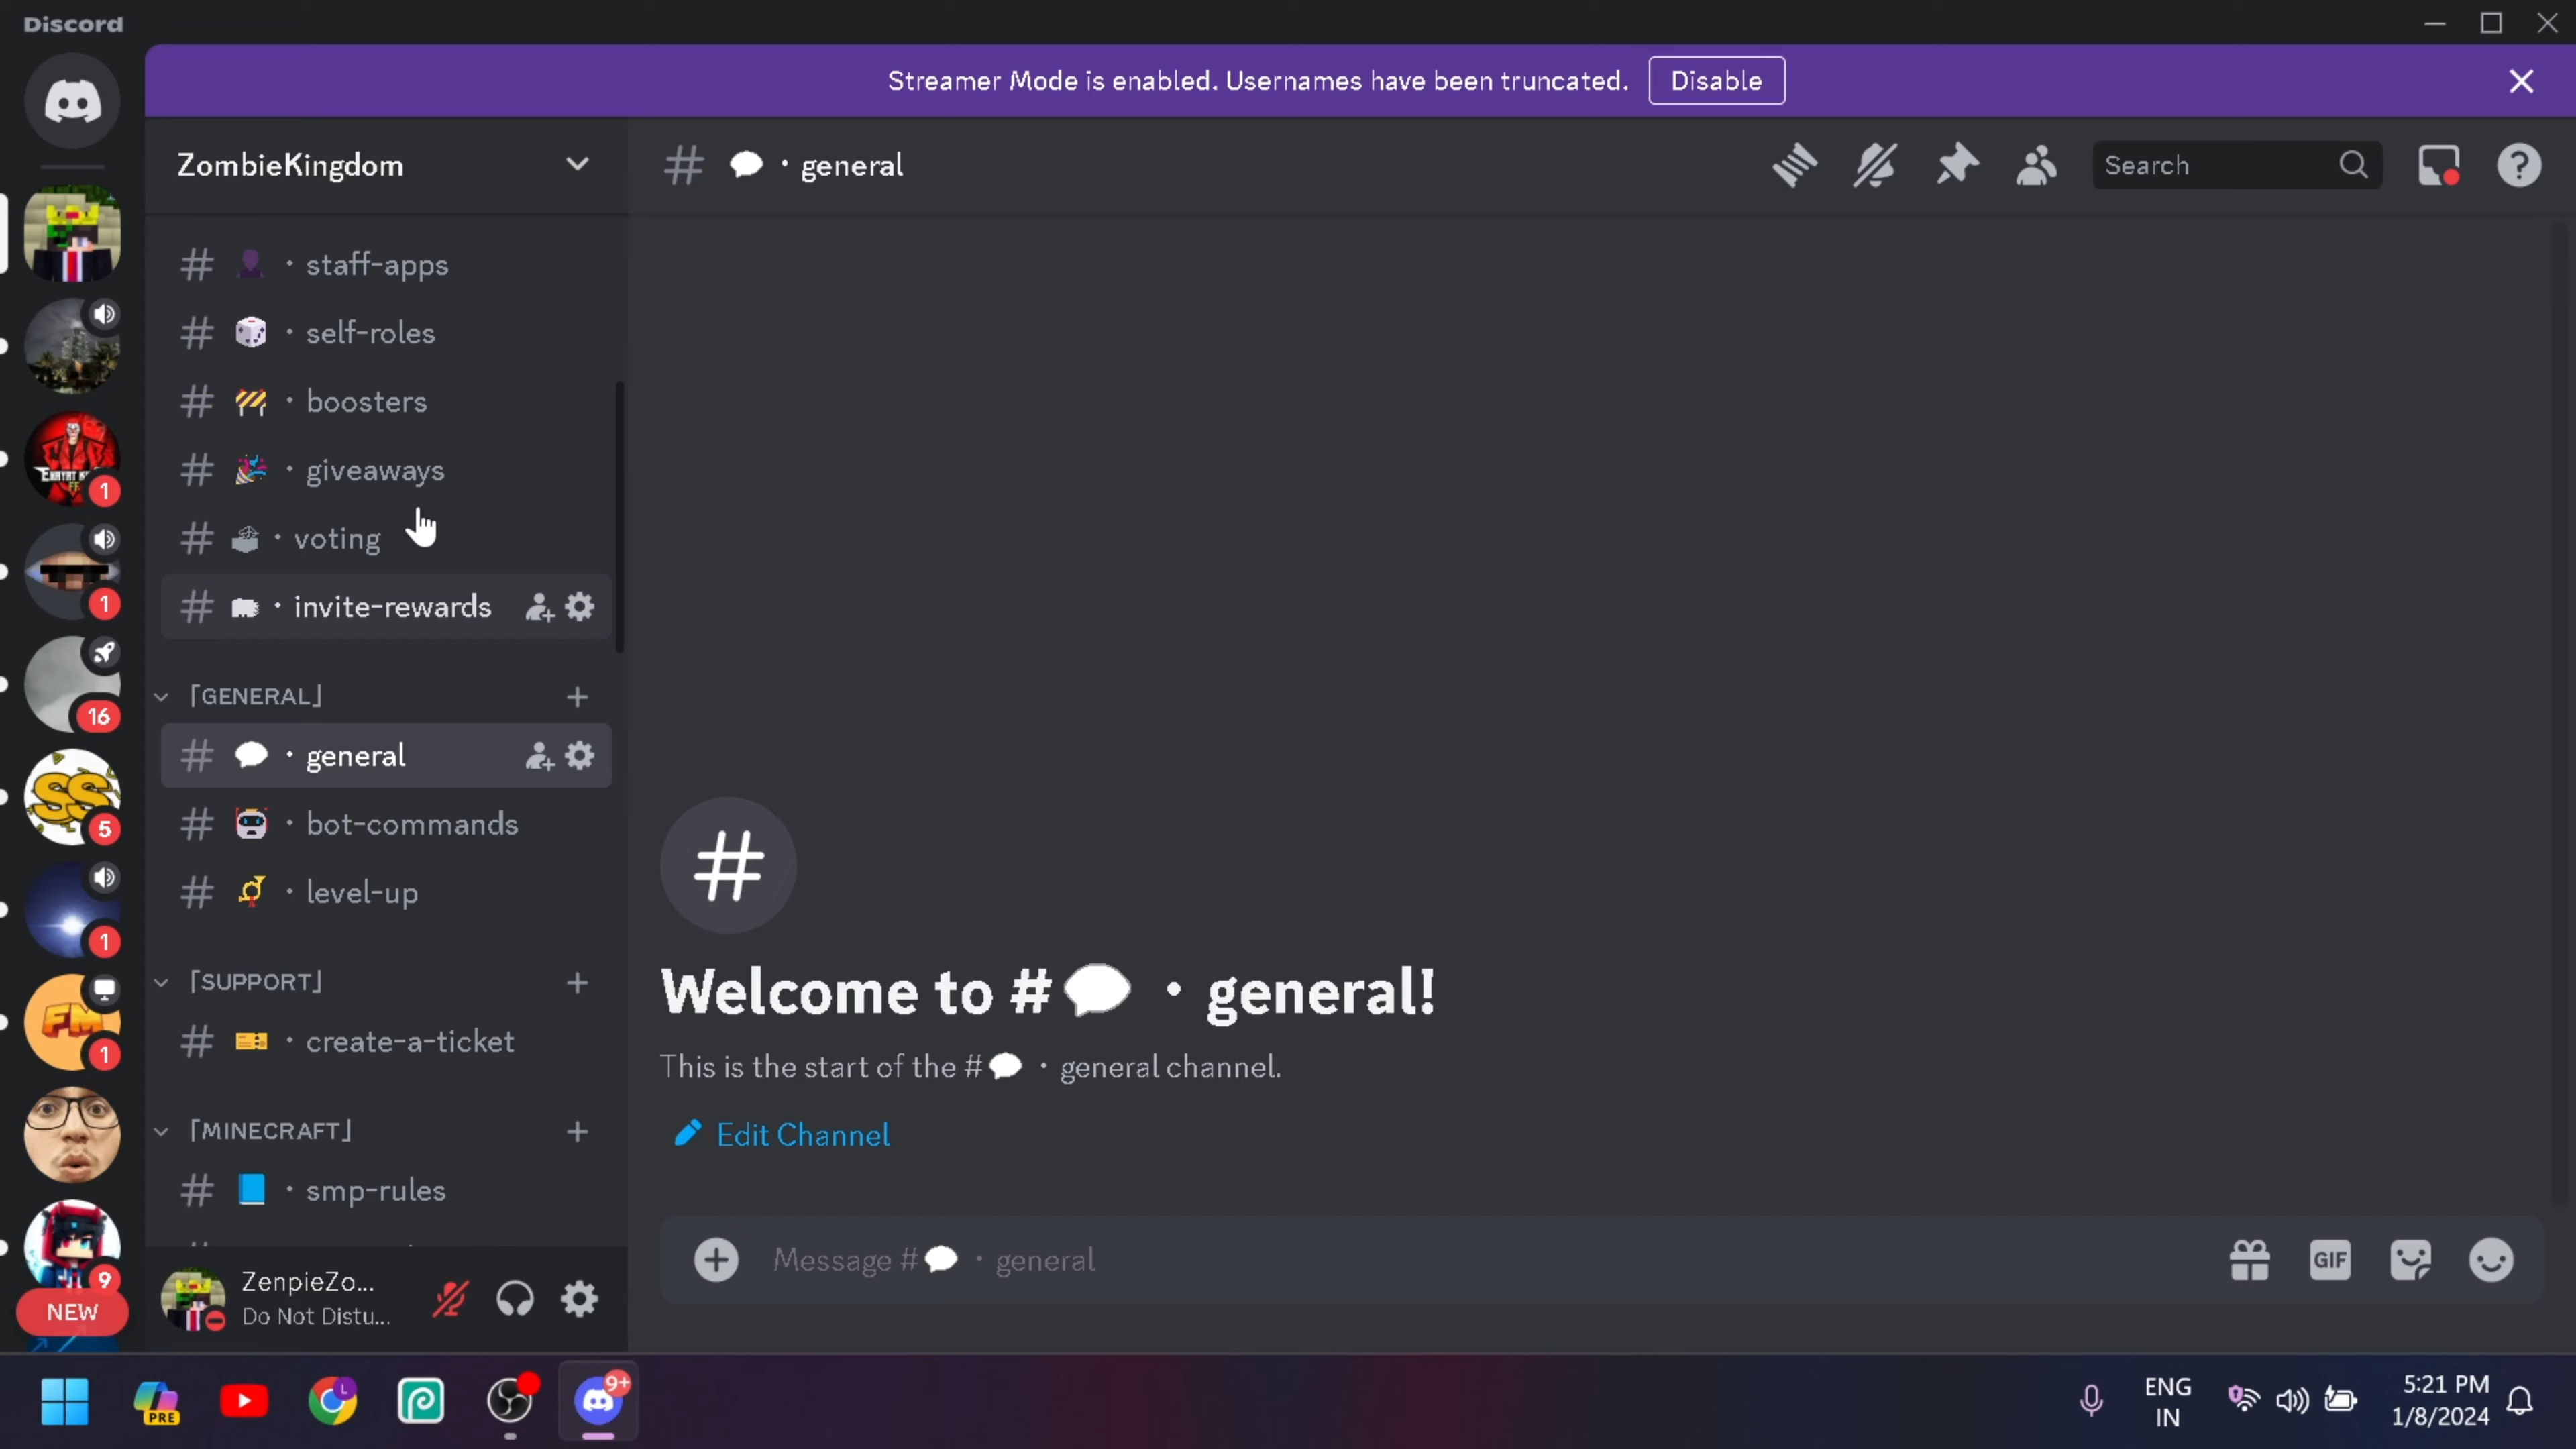 Discord
Streamer Mode is enabled. Usernames have been truncated.
Disable
ZombieKingdom
# 💬 • general
Search
# 👤 • staff-apps
# 🎲 • self-roles
# 🚧 • boosters
# 🎉 • giveaways
# 🗳 • voting
# • invite-rewards
「GENERAL」
# 💬 • general
# 🤖 • bot-commands
# • level-up
「SUPPORT」
# 🎫 • create-a-ticket
「MINECRAFT」
# 📘 • smp-rules
1
1
16
SS
5
1
FM
1
9
NEW
Welcome to # 💬 • general!
This is the start of the # 💬 • general channel.
Edit Channel
Message # 💬 • general
GIF
ZenpieZo...
Do Not Distu...
PRE
L
9+
ENG
IN
5:21 PM
1/8/2024